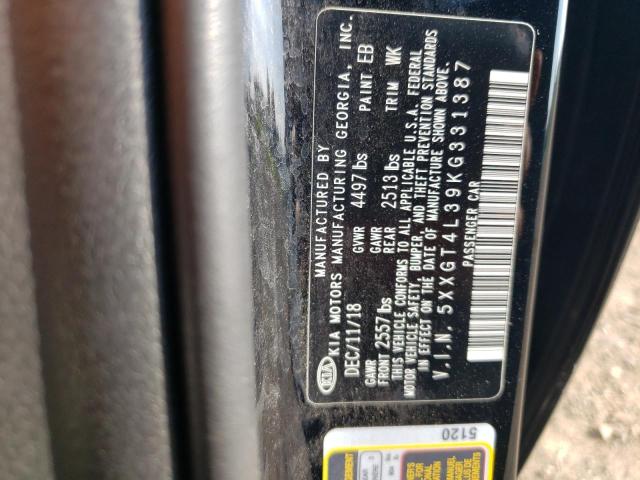 KIA
MANUFACTURED BY
KIA MOTORS MANUFACTURING GEORGIA, INC.
DEC/11/18 GVWR 4497 lbs PAINT EB
GAWR FRONT 2557 lbs GAWR REAR 2513 lbs TRIM WK
THIS VEHICLE CONFORMS TO ALL APPLICABLE U.S.A. FEDERAL
MOTOR VEHICLE SAFETY, BUMPER, AND THEFT PREVENTION STANDARDS
IN EFFECT ON THE DATE OF MANUFACTURE SHOWN ABOVE.
V.I.N. 5XXGT4L39KG331387
PASSENGER CAR
5120